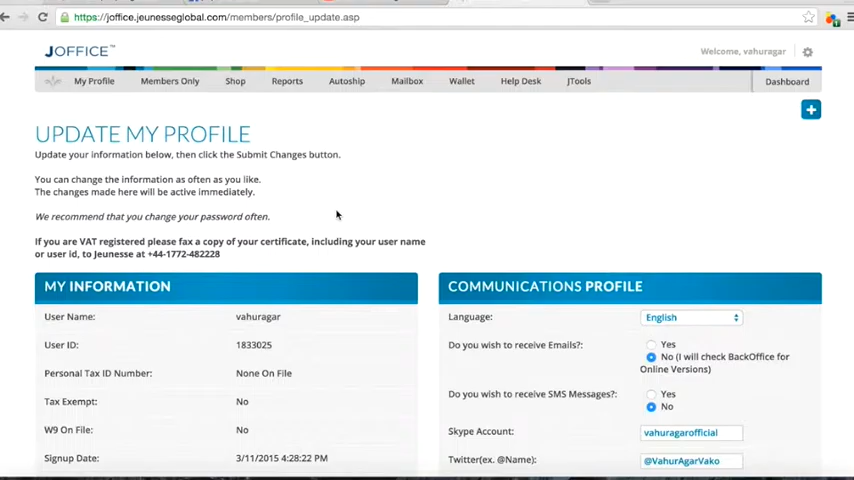 https://joffice.jeunesseglobal.com/members/profile_update.asp
JOFFICE™
Welcome, vahuragar
My Profile Members Only Shop Reports Autoship Mailbox Wallet Help Desk JTools Dashboard
UPDATE MY PROFILE
Update your information below, then click the Submit Changes button.
You can change the information as often as you like.
The changes made here will be active immediately.
We recommend that you change your password often.
If you are VAT registered please fax a copy of your certificate, including your user name
or user id, to Jeunesse at +44-1772-482228
MY INFORMATION
User Name: vahuragar
User ID: 1833025
Personal Tax ID Number: None On File
Tax Exempt: No
W9 On File: No
Signup Date: 3/11/2015 4:28:22 PM
COMMUNICATIONS PROFILE
Language: English
Do you wish to receive Emails?: Yes
No (I will check BackOffice for
Online Versions)
Do you wish to receive SMS Messages?: Yes
No
Skype Account: vahuragarofficial
Twitter(ex. @Name): @VahurAgarVako